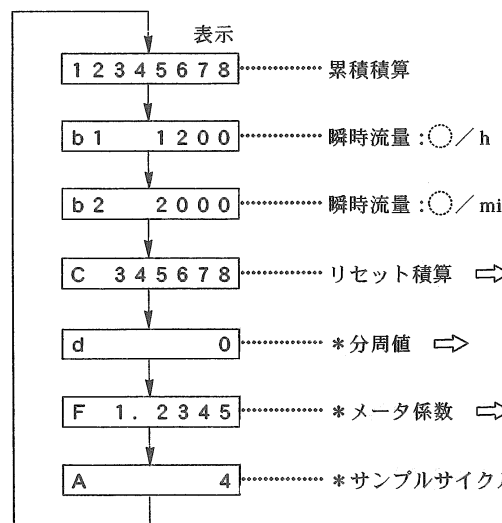 表示
12345678 累積積算
b1 1200 瞬時流量:◯/h
b2 2000 瞬時流量:◯/mi
C 345678 リセット積算 ⇨
d 0 *分周値 ⇨
F 1.2345 *メータ係数 ⇨
A 4 *サンプルサイクル